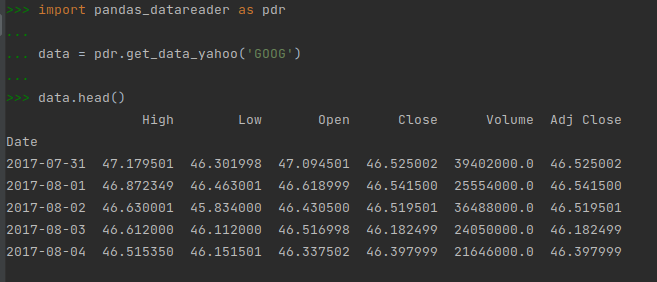 >>> import pandas_datareader as pdr
...
... data = pdr.get_data_yahoo('GOOG')
...
>>> data.head()
High Low Open Close Volume Adj Close
Date
2017-07-31 47.179501 46.301998 47.094501 46.525002 39402000.0 46.525002
2017-08-01 46.872349 46.463001 46.618999 46.541500 25554000.0 46.541500
2017-08-02 46.630001 45.834000 46.430500 46.519501 36488000.0 46.519501
2017-08-03 46.612000 46.112000 46.516998 46.182499 24050000.0 46.182499
2017-08-04 46.515350 46.151501 46.337502 46.397999 21646000.0 46.397999